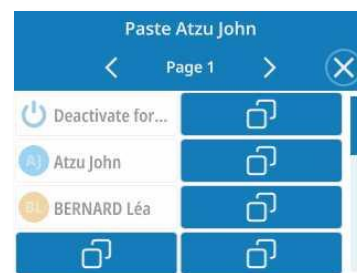 Paste Atzu John
Page 1
Deactivate for...
AJ Atzu John
BL BERNARD Léa